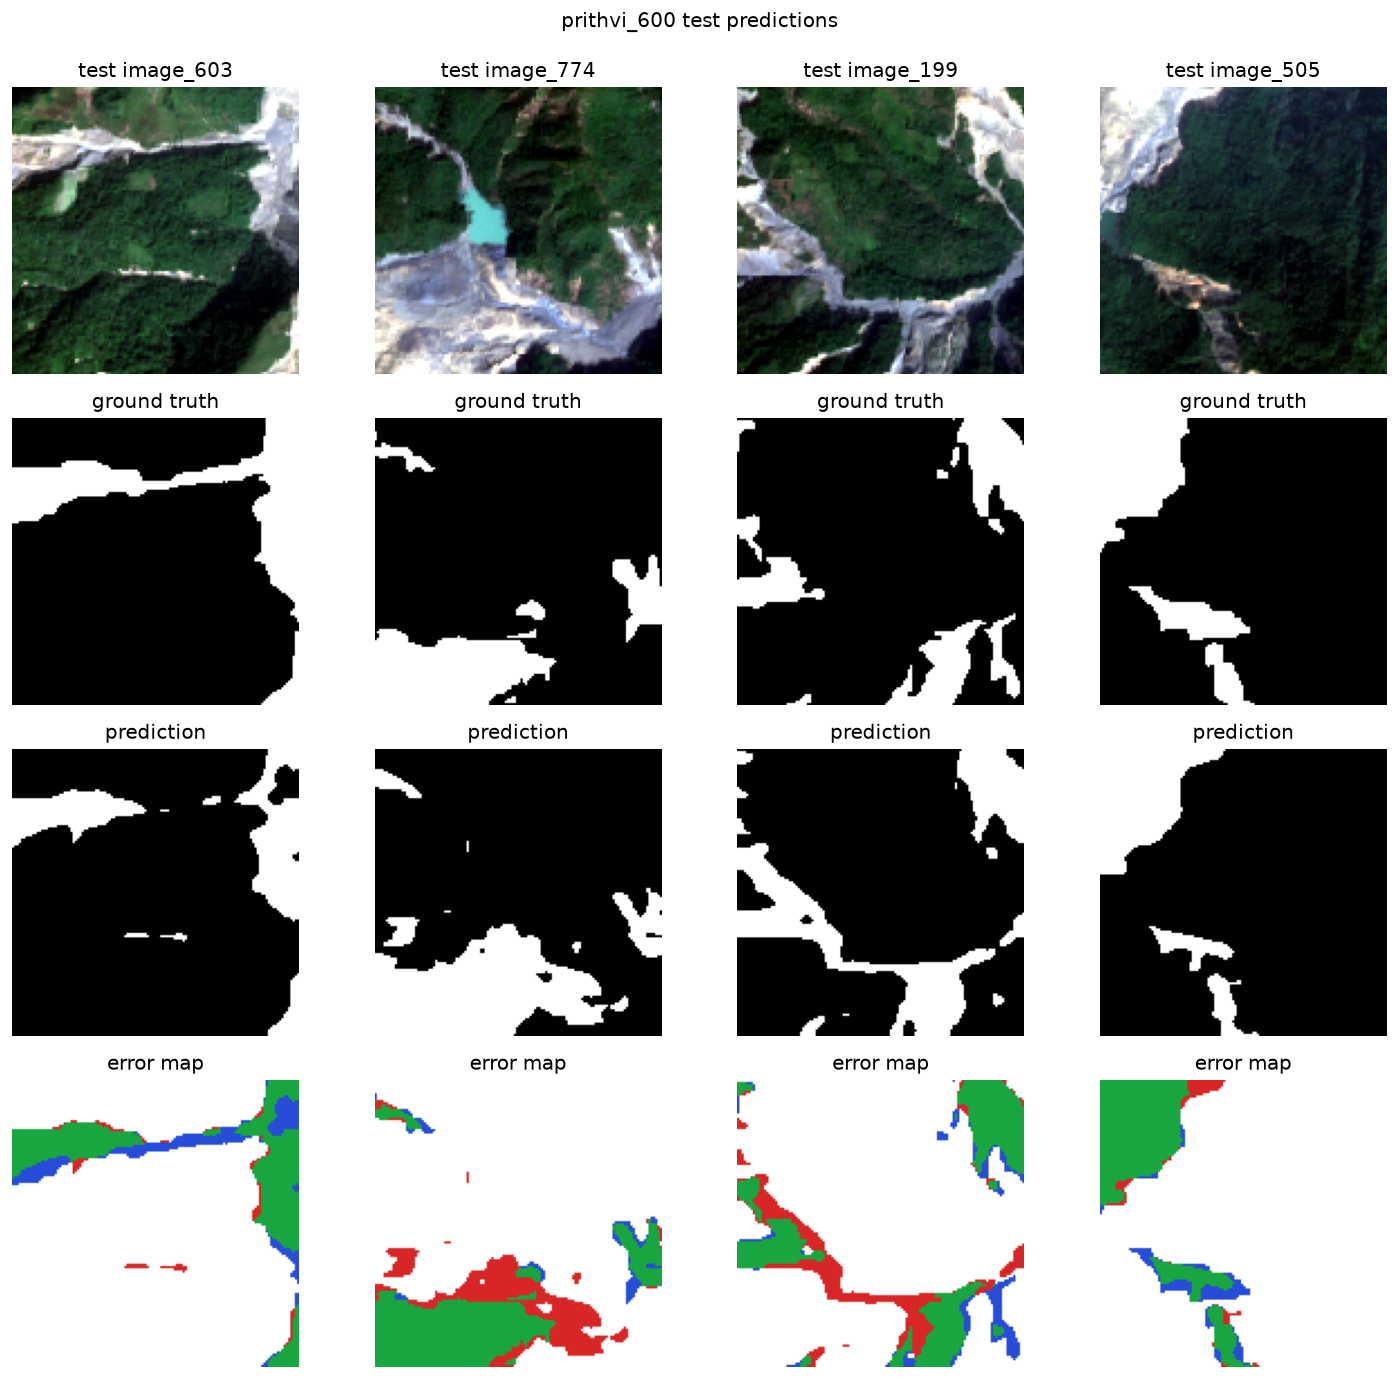 prithvi_600 test predictions
test image_603
test image_774
test image_199
test image_505
ground truth
ground truth
ground truth
ground truth
prediction
prediction
prediction
prediction
error map
error map
error map
error map